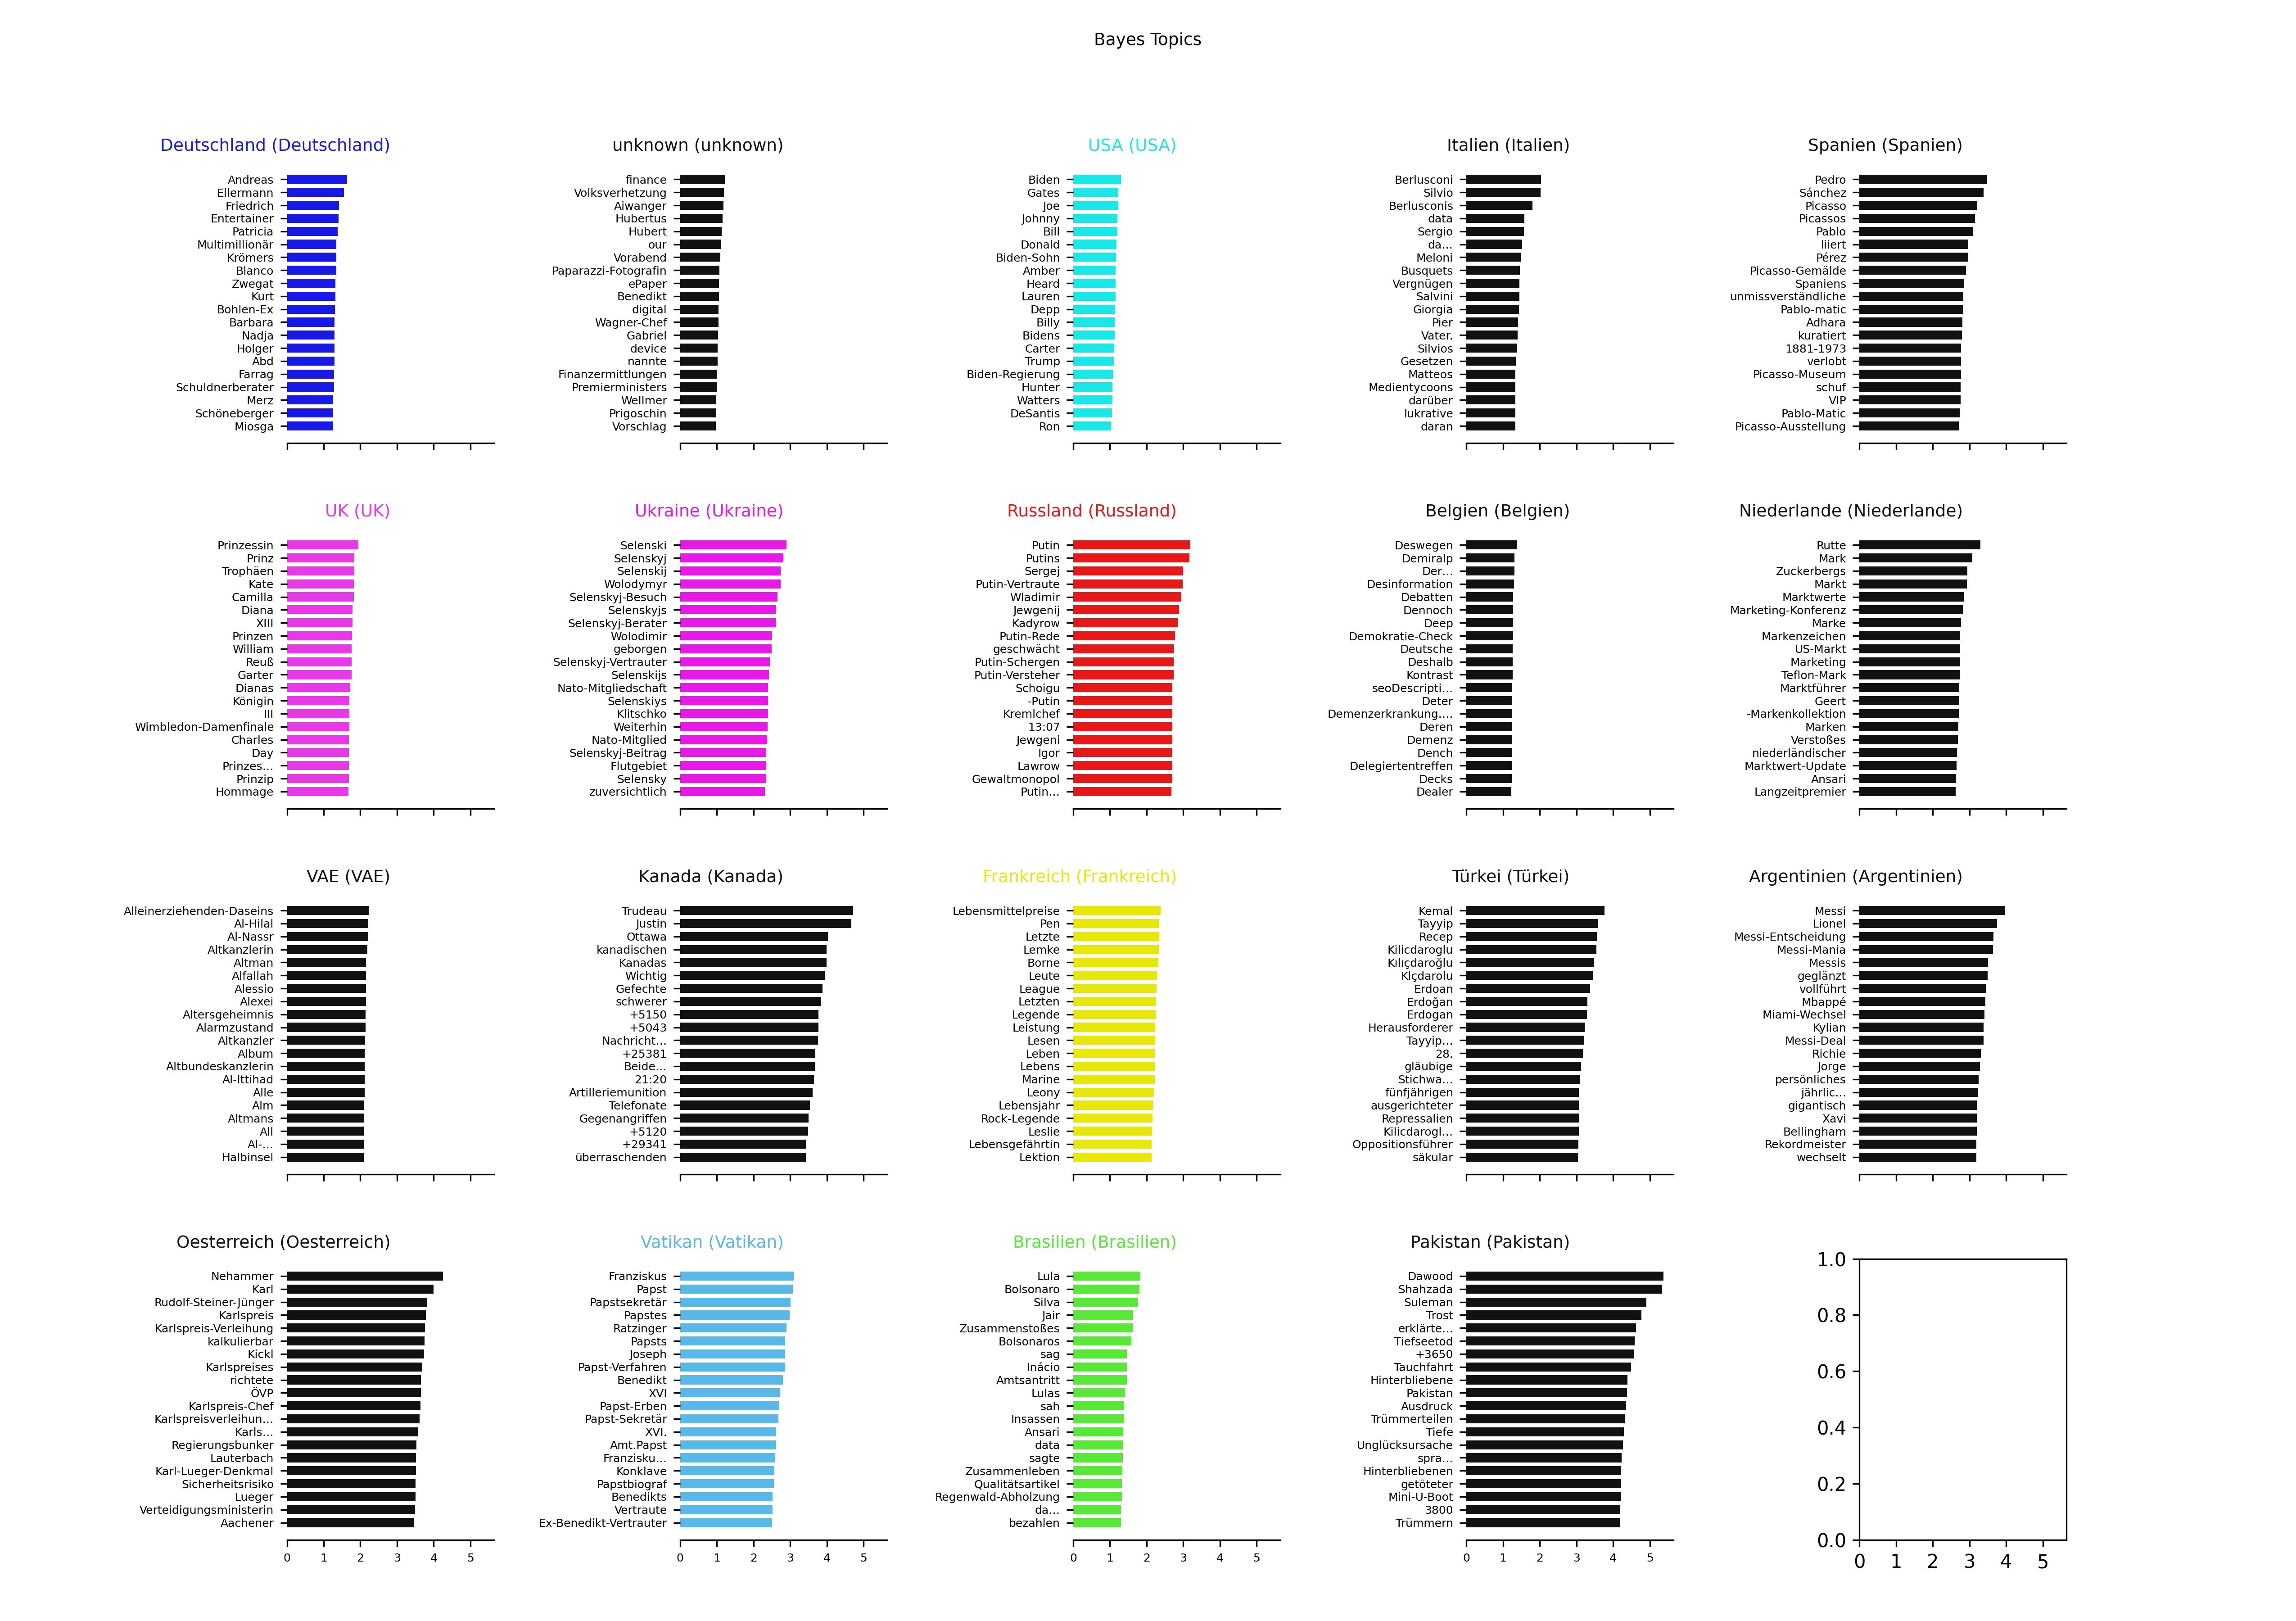 Bayes Topics
Deutschland (Deutschland)
Andreas
Ellermann
Friedrich
Entertainer
Patricia
Multimillionär
Krömers
Blanco
Zwegat
Kurt
Bohlen-Ex
Barbara
Nadja
Holger
Abd
Farrag
Schuldnerberater
Merz
Schöneberger
Miosga
unknown (unknown)
finance
Volksverhetzung
Aiwanger
Hubertus
Hubert
our
Vorabend
Paparazzi-Fotografin
ePaper
Benedikt
digital
Wagner-Chef
Gabriel
device
nannte
Finanzermittlungen
Premierministers
Wellmer
Prigoschin
Vorschlag
USA (USA)
Biden
Gates
Joe
Johnny
Bill
Donald
Biden-Sohn
Amber
Heard
Lauren
Depp
Billy
Bidens
Carter
Trump
Biden-Regierung
Hunter
Watters
DeSantis
Ron
Italien (Italien)
Berlusconi
Silvio
Berlusconis
data
Sergio
da...
Meloni
Busquets
Vergnügen
Salvini
Giorgia
Pier
Vater.
Silvios
Gesetzen
Matteos
Medientycoons
darüber
lukrative
daran
Spanien (Spanien)
Pedro
Sánchez
Picasso
Picassos
Pablo
liiert
Pérez
Picasso-Gemälde
Spaniens
unmissverständliche
Pablo-matic
Adhara
kuratiert
1881-1973
verlobt
Picasso-Museum
schuf
VIP
Pablo-Matic
Picasso-Ausstellung
UK (UK)
Prinzessin
Prinz
Trophäen
Kate
Camilla
Diana
XIII
Prinzen
William
Reuß
Garter
Dianas
Königin
III
Wimbledon-Damenfinale
Charles
Day
Prinzes...
Prinzip
Hommage
Ukraine (Ukraine)
Selenski
Selenskyj
Selenskij
Wolodymyr
Selenskyj-Besuch
Selenskyjs
Selenskyj-Berater
Wolodimir
geborgen
Selenskyj-Vertrauter
Selenskijs
Nato-Mitgliedschaft
Selenskiys
Klitschko
Weiterhin
Nato-Mitglied
Selenskyj-Beitrag
Flutgebiet
Selensky
zuversichtlich
Russland (Russland)
Putin
Putins
Sergej
Putin-Vertraute
Wladimir
Jewgenij
Kadyrow
Putin-Rede
geschwächt
Putin-Schergen
Putin-Versteher
Schoigu
-Putin
Kremlchef
13:07
Jewgeni
Igor
Lawrow
Gewaltmonopol
Putin...
Belgien (Belgien)
Deswegen
Demiralp
Der...
Desinformation
Debatten
Dennoch
Deep
Demokratie-Check
Deutsche
Deshalb
Kontrast
seoDescripti...
Deter
Demenzerkrankung....
Deren
Demenz
Dench
Delegiertentreffen
Decks
Dealer
Niederlande (Niederlande)
Rutte
Mark
Zuckerbergs
Markt
Marktwerte
Marketing-Konferenz
Marke
Markenzeichen
US-Markt
Marketing
Teflon-Mark
Marktführer
Geert
-Markenkollektion
Marken
Verstoßes
niederländischer
Marktwert-Update
Ansari
Langzeitpremier
VAE (VAE)
Alleinerziehenden-Daseins
Al-Hilal
Al-Nassr
Altkanzlerin
Altman
Alfallah
Alessio
Alexei
Altersgeheimnis
Alarmzustand
Altkanzler
Album
Altbundeskanzlerin
Al-Ittihad
Alle
Alm
Altmans
All
Al-...
Halbinsel
Kanada (Kanada)
Trudeau
Justin
Ottawa
kanadischen
Kanadas
Wichtig
Gefechte
schwerer
+5150
+5043
Nachricht...
+25381
Beide...
21:20
Artilleriemunition
Telefonate
Gegenangriffen
+5120
+29341
überraschenden
Frankreich (Frankreich)
Lebensmittelpreise
Pen
Letzte
Lemke
Borne
Leute
League
Letzten
Legende
Leistung
Lesen
Leben
Lebens
Marine
Leony
Lebensjahr
Rock-Legende
Leslie
Lebensgefährtin
Lektion
Türkei (Türkei)
Kemal
Tayyip
Recep
Kilicdaroglu
Kılıçdaroğlu
Klçdarolu
Erdoan
Erdoğan
Erdogan
Herausforderer
Tayyip...
28.
gläubige
Stichwa...
fünfjährigen
ausgerichteter
Repressalien
Kilicdarogl...
Oppositionsführer
säkular
Argentinien (Argentinien)
Messi
Lionel
Messi-Entscheidung
Messi-Mania
Messis
geglänzt
vollführt
Mbappé
Miami-Wechsel
Kylian
Messi-Deal
Richie
Jorge
persönliches
jährlic...
gigantisch
Xavi
Bellingham
Rekordmeister
wechselt
Oesterreich (Oesterreich)
Nehammer
Karl
Rudolf-Steiner-Jünger
Karlspreis
Karlspreis-Verleihung
kalkulierbar
Kickl
Karlspreises
richtete
ÖVP
Karlspreis-Chef
Karlspreisverleihun...
Karls...
Regierungsbunker
Lauterbach
Karl-Lueger-Denkmal
Sicherheitsrisiko
Lueger
Verteidigungsministerin
Aachener
0 1 2 3 4 5
Vatikan (Vatikan)
Franziskus
Papst
Papstsekretär
Papstes
Ratzinger
Papsts
Joseph
Papst-Verfahren
Benedikt
XVI
Papst-Erben
Papst-Sekretär
XVI.
Amt.Papst
Franzisku...
Konklave
Papstbiograf
Benedikts
Vertraute
Ex-Benedikt-Vertrauter
0 1 2 3 4 5
Brasilien (Brasilien)
Lula
Bolsonaro
Silva
Jair
Zusammenstoßes
Bolsonaros
sag
Inácio
Amtsantritt
Lulas
sah
Insassen
Ansari
data
sagte
Zusammenleben
Qualitätsartikel
Regenwald-Abholzung
da...
bezahlen
0 1 2 3 4 5
Pakistan (Pakistan)
Dawood
Shahzada
Suleman
Trost
erklärte...
Tiefseetod
+3650
Tauchfahrt
Hinterbliebene
Pakistan
Ausdruck
Trümmerteilen
Tiefe
Unglücksursache
spra...
Hinterbliebenen
getöteter
Mini-U-Boot
3800
Trümmern
0 1 2 3 4 5
1.0
0.8
0.6
0.4
0.2
0.0
0 1 2 3 4 5